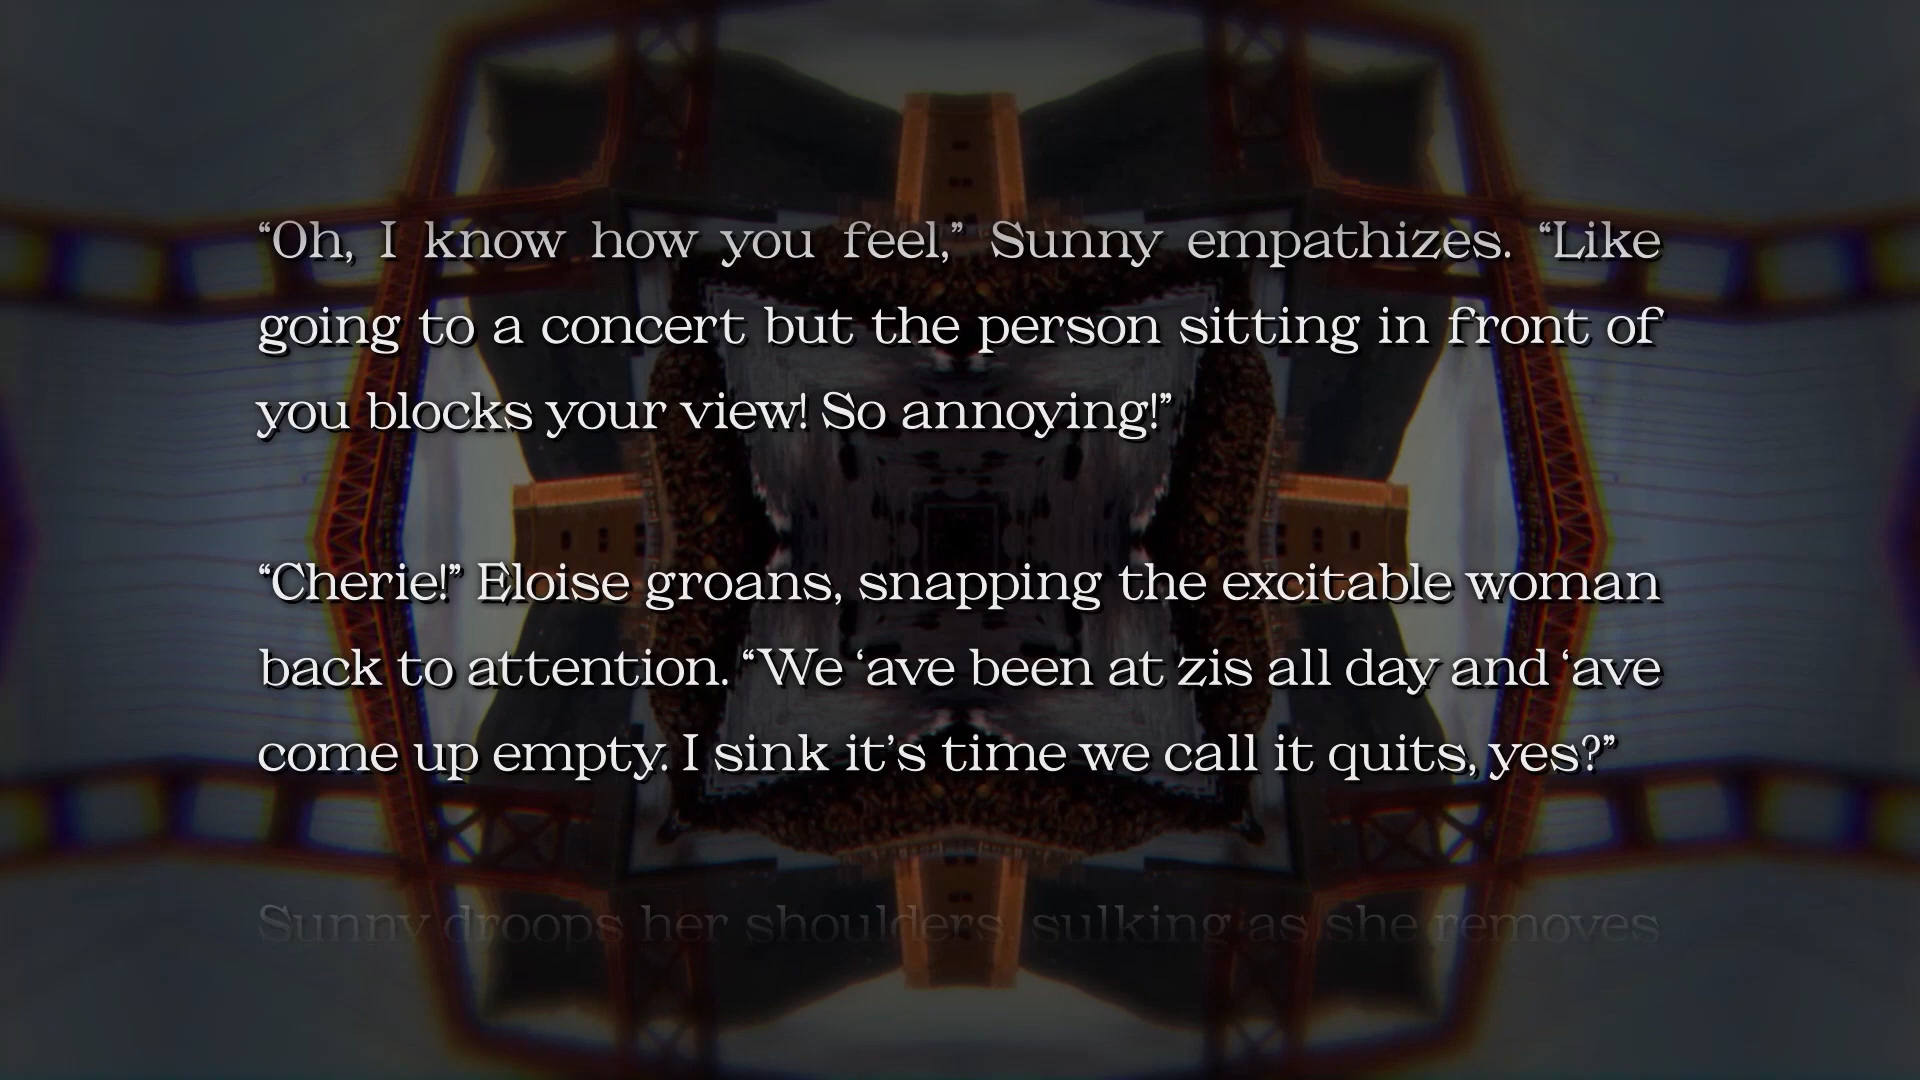 “Oh, I know how you feel,” Sunny empathizes. “Like
going to a concert but the person sitting in front of
you blocks your view! So annoying!”
“Cherie!” Eloise groans, snapping the excitable woman
back to attention. “We ‘ave been at zis all day and ‘ave
come up empty. I sink it’s time we call it quits, yes?”
Sunny droops her shoulders, sulking as she removes